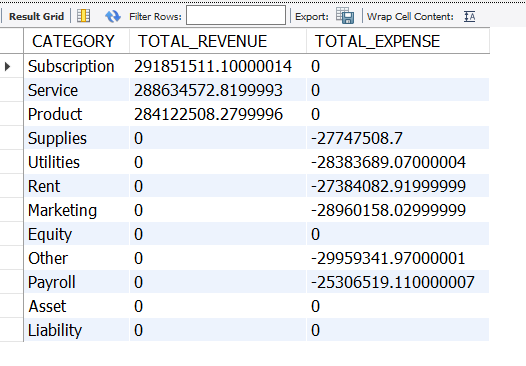 Result Grid Filter Rows: Export: Wrap Cell Content: IA
CATEGORY TOTAL_REVENUE TOTAL_EXPENSE
Subscription 291851511.10000014 0
Service 288634572.8199993 0
Product 284122508.2799996 0
Supplies 0 -27747508.7
Utilities 0 -28383689.07000004
Rent 0 -27384082.91999999
Marketing 0 -28960158.02999999
Equity 0 0
Other 0 -29959341.97000001
Payroll 0 -25306519.110000007
Asset 0 0
Liability 0 0